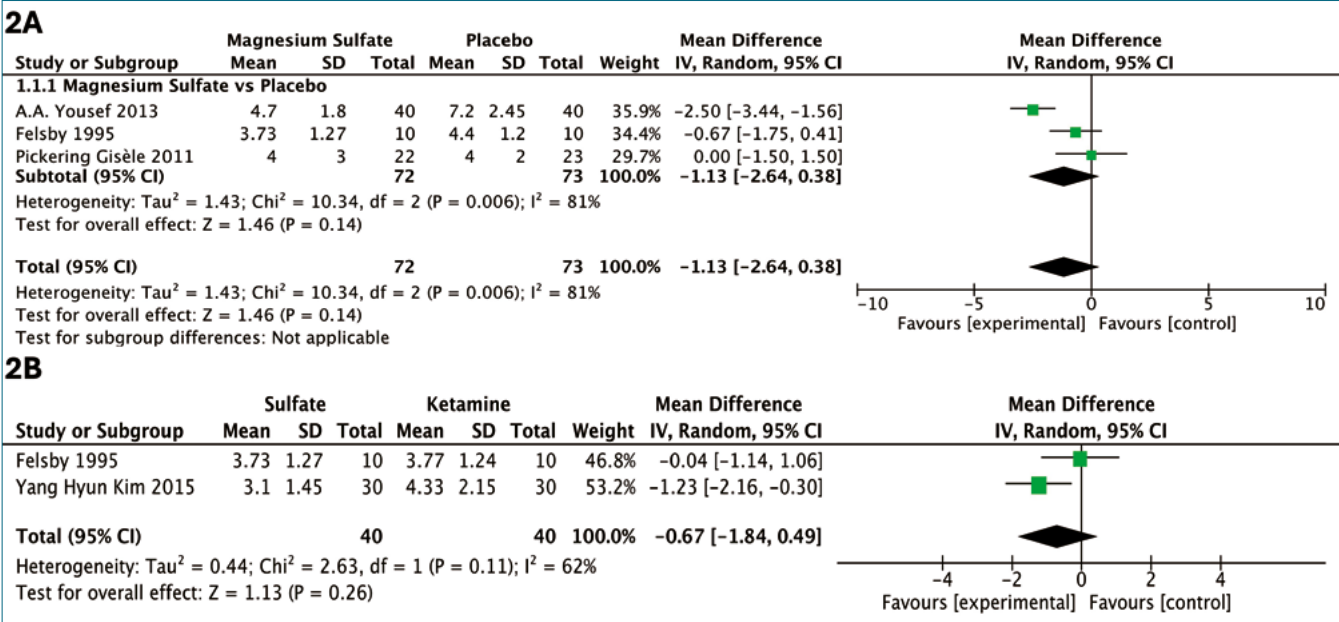 2A
Magnesium Sulfate Placebo Mean Difference Mean Difference
Study or Subgroup Mean SD Total Mean SD Total Weight IV, Random, 95% CI IV, Random, 95% CI
1.1.1 Magnesium Sulfate vs Placebo
A.A. Yousef 2013 4.7 1.8 40 7.2 2.45 40 35.9% −2.50 [−3.44, −1.56]
Felsby 1995 3.73 1.27 10 4.4 1.2 10 34.4% −0.67 [−1.75, 0.41]
Pickering Gisèle 2011 4 3 22 4 2 23 29.7% 0.00 [−1.50, 1.50]
Subtotal (95% CI) 72 73 100.0% −1.13 [−2.64, 0.38]
Heterogeneity: Tau² = 1.43; Chi² = 10.34, df = 2 (P = 0.006); I² = 81%
Test for overall effect: Z = 1.46 (P = 0.14)
Total (95% CI) 72 73 100.0% −1.13 [−2.64, 0.38]
Heterogeneity: Tau² = 1.43; Chi² = 10.34, df = 2 (P = 0.006); I² = 81%
−10 −5 0 5 10
Test for overall effect: Z = 1.46 (P = 0.14)
Favours [experimental] Favours [control]
Test for subgroup differences: Not applicable
2B
Sulfate Ketamine Mean Difference Mean Difference
Study or Subgroup Mean SD Total Mean SD Total Weight IV, Random, 95% CI IV, Random, 95% CI
Felsby 1995 3.73 1.27 10 3.77 1.24 10 46.8% −0.04 [−1.14, 1.06]
Yang Hyun Kim 2015 3.1 1.45 30 4.33 2.15 30 53.2% −1.23 [−2.16, −0.30]
Total (95% CI) 40 40 100.0% −0.67 [−1.84, 0.49]
Heterogeneity: Tau² = 0.44; Chi² = 2.63, df = 1 (P = 0.11); I² = 62%
−4 −2 0 2 4
Test for overall effect: Z = 1.13 (P = 0.26)
Favours [experimental] Favours [control]